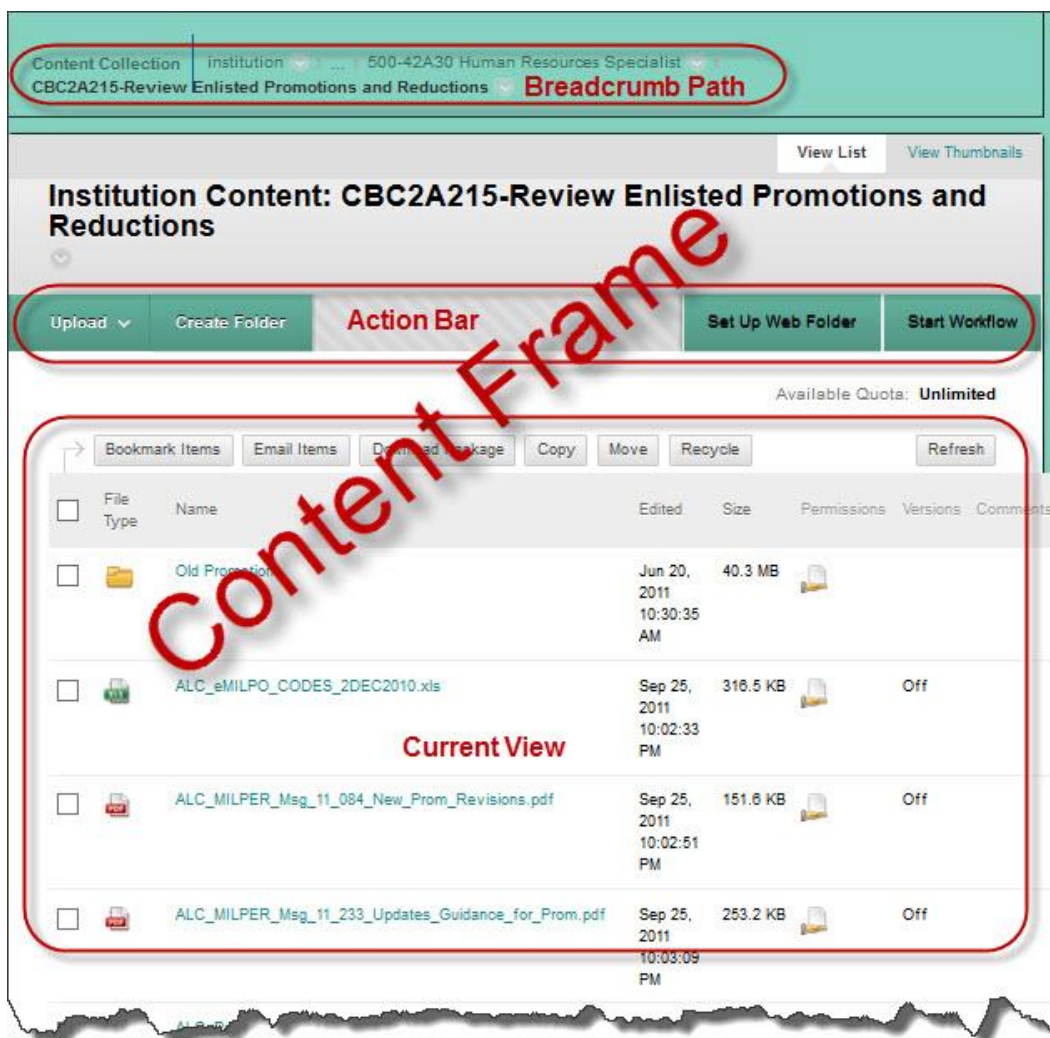 Content Collection institution ... 500-42A30 Human Resources Specialist
CBC2A215-Review Enlisted Promotions and Reductions Breadcrumb Path
View List View Thumbnails
Institution Content: CBC2A215-Review Enlisted Promotions and
Reductions
Upload Create Folder Action Bar Set Up Web Folder Start Workflow
Content Frame
Available Quota: Unlimited
Bookmark Items Email Items Download Package Copy Move Recycle Refresh
File Type Name Edited Size Permissions Versions Comments
Old Promotion Jun 20, 40.3 MB
2011
10:30:35
AM
ALC_eMILPO_CODES_2DEC2010.xls Sep 25, 316.5 KB Off
2011
10:02:33
PM
Current View
ALC_MILPER_Msg_11_084_New_Prom_Revisions.pdf Sep 25, 151.6 KB Off
2011
10:02:51
PM
ALC_MILPER_Msg_11_233_Updates_Guidance_for_Prom.pdf Sep 25, 253.2 KB Off
2011
10:03:09
PM